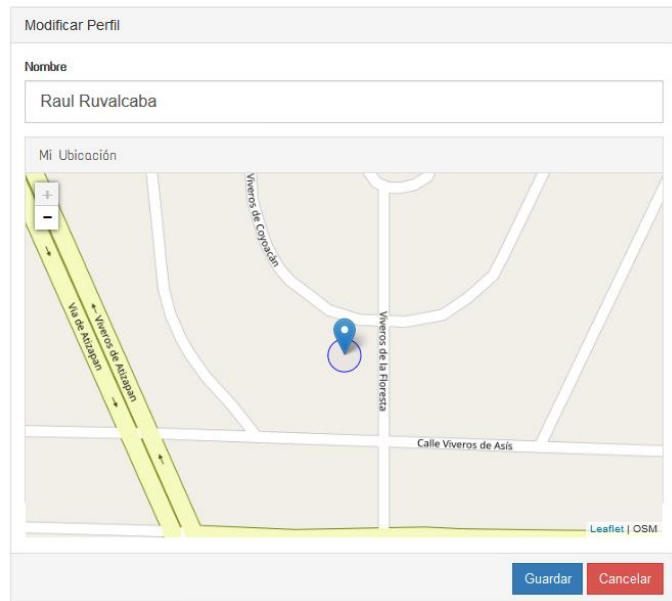 Modificar Perfil
Nombre
Raul Ruvalcaba
Mi Ubicación
+
-
Viveros de Coyoacán
Vía de Atizapan
Viveros de Atizapan
Viveros de la Floresta
Calle Viveros de Asís
Leaflet | OSM
Guardar
Cancelar